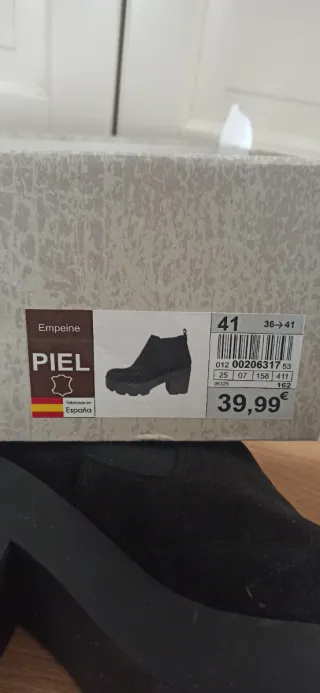 Empeine
PIEL
Fabricado en
España
41 36→41
012 00206317 53
25 07 158 411
162
39,99€